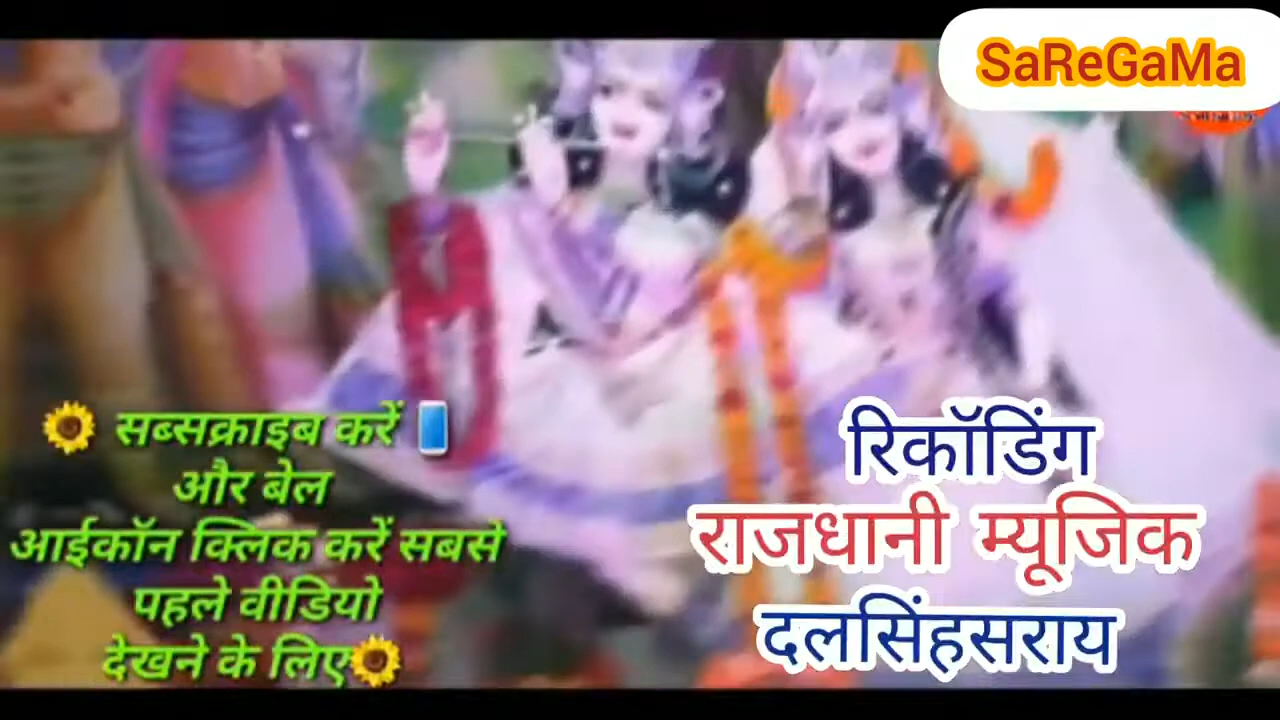 SaReGaMa
🌻 सब्सक्राइब करें 📱
और बेल
आईकॉन क्लिक करें सबसे
पहले वीडियो
देखने के लिए🌻
रिकॉडिंग
राजधानी म्यूजिक
दलसिंहसराय